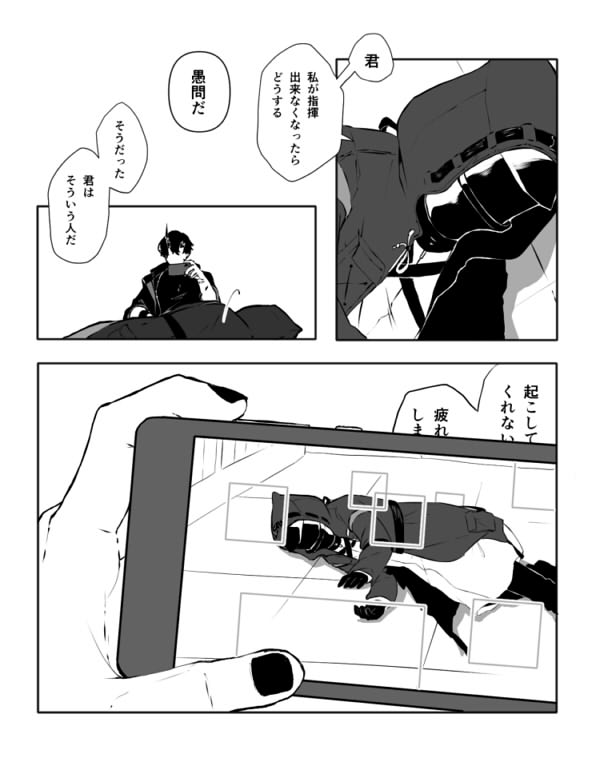 君
私が指揮
出来なくなったら
どうする
愚問だ
そうだった
君は
そういう人だ
起こして
くれない
疲れ
しま